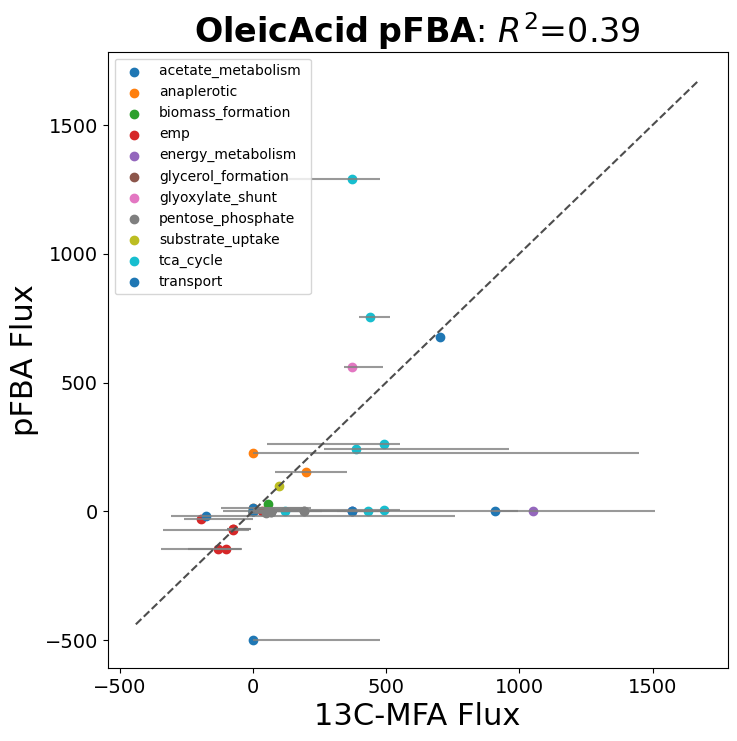 OleicAcid pFBA: R²=0.39
acetate_metabolism
anaplerotic
biomass_formation
emp
energy_metabolism
glycerol_formation
glyoxylate_shunt
pentose_phosphate
substrate_uptake
tca_cycle
transport
pFBA Flux
1500
1000
500
0
−500
−500 0 500 1000 1500
13C-MFA Flux